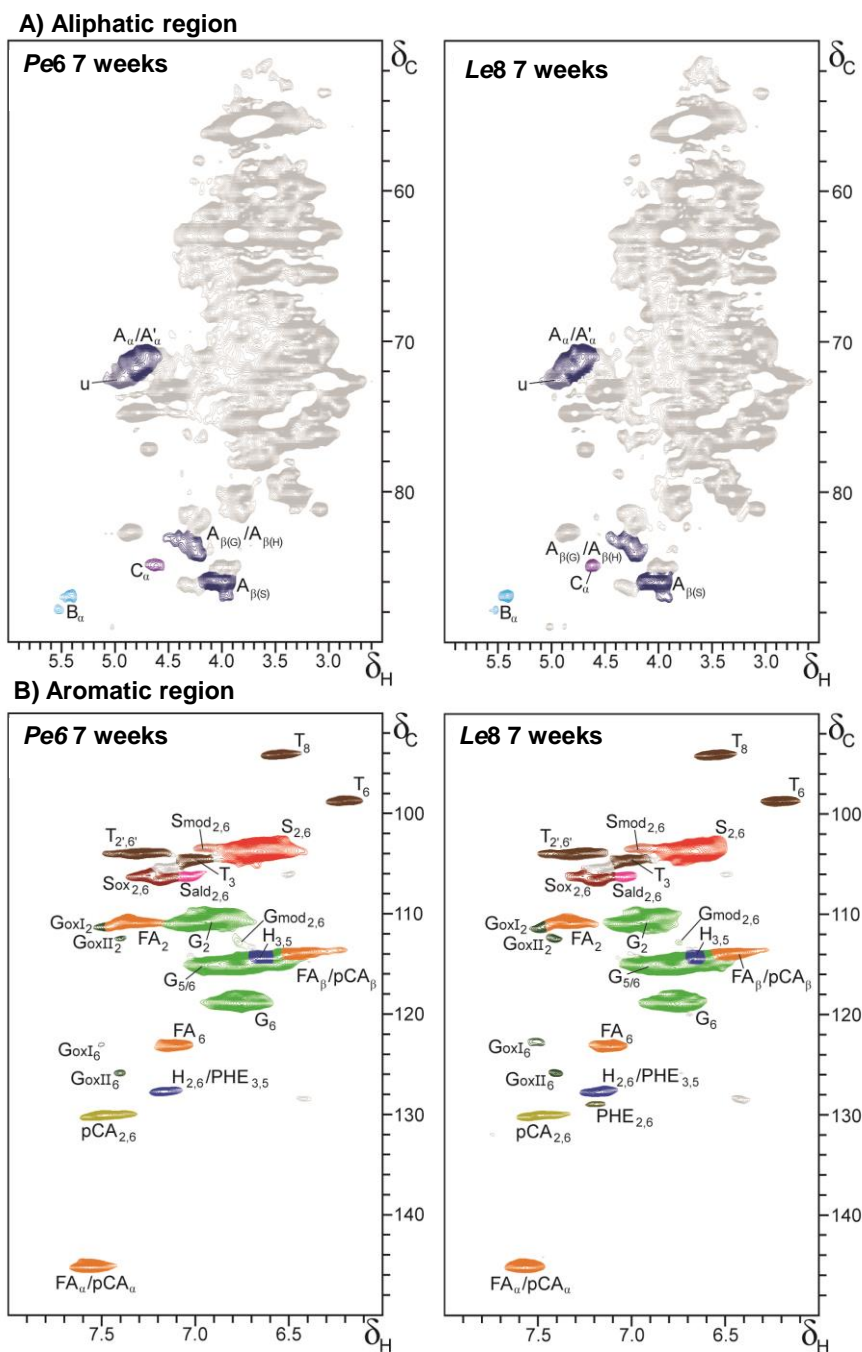 A) Aliphatic region
Pe6 7 weeks
δC
Le8 7 weeks
δC
60
60
Aα/A'α
70
Aα/A'α
70
u
u
80
80
Aβ(G)/Aβ(H)
Aβ(G)/Aβ(H)
Cα
Cα
Aβ(S)
Aβ(S)
Bα
Bα
5.5 5.0 4.5 4.0 3.5 3.0
δH
5.5 5.0 4.5 4.0 3.5 3.0
δH
B) Aromatic region
Pe6 7 weeks
δC
Le8 7 weeks
δC
T8
T8
T6
100
T6
100
Smod2,6
S2,6
Smod2,6
S2,6
T2',6'
T2',6'
T3
T3
Sox2,6
Sald2,6
Sox2,6
Sald2,6
GoxI2
110
GoxI2
110
Gmod2,6
Gmod2,6
GoxII2
FA2
G2
H3,5
GoxII2
FA2
G2
H3,5
G5/6
FAβ/pCAβ
G5/6
FAβ/pCAβ
G6
120
G6
120
FA6
FA6
GoxI6
GoxI6
GoxII6
H2,6/PHE3,5
GoxII6
H2,6/PHE3,5
130
PHE2,6
130
pCA2,6
pCA2,6
140
140
FAα/pCAα
FAα/pCAα
7.5 7.0 6.5
δH
7.5 7.0 6.5
δH